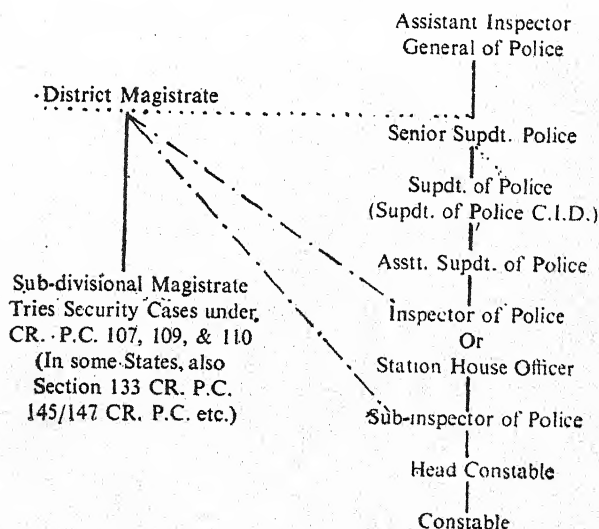 Assistant Inspector
General of Police
District Magistrate
Senior Supdt. Police
Supdt. of Police
(Supdt. of Police C.I.D.)
Asstt. Supdt. of Police
Sub-divisional Magistrate
Tries Security Cases under
CR. P.C. 107, 109, & 110
(In some States, also
Section 133 CR. P.C.
145/147 CR. P.C. etc.)
Inspector of Police
Or
Station House Officer
Sub-inspector of Police
Head Constable
Constable